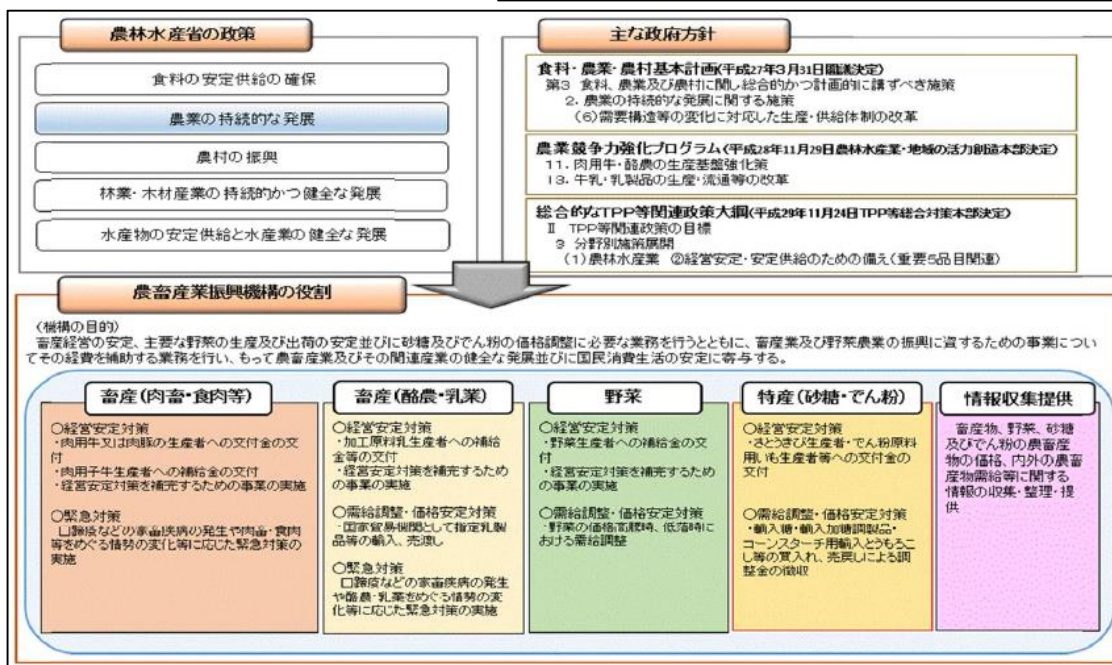 農林水産省の政策
食料の安定供給の確保
農業の持続的な発展
農村の振興
林業・木材産業の持続的かつ健全な発展
水産物の安定供給と水産業の健全な発展
主な政府方針
食料・農業・農村基本計画(平成27年3月31日閣議決定)
第3 食料、農業及び農村に関し総合的かつ計画的に講ずべき施策
2. 農業の持続的な発展に関する施策
(6)需要構造等の変化に対応した生産・供給体制の改革
農業競争力強化プログラム(平成28年11月29日農林水産業・地域の活力創造本部決定)
11. 肉用牛・酪農の生産基盤強化策
13. 牛乳・乳製品の生産・流通等の改革
総合的なTPP等関連政策大綱(平成29年11月24日TPP等総合対策本部決定)
Ⅱ TPP等関連政策の目標
3 分野別施策展開
(1)農林水産業 ②経営安定・安定供給のための備え(重要5品目関連)
農畜産業振興機構の役割
(機構の目的)
畜産経営の安定、主要な野菜の生産及び出荷の安定並びに砂糖及びでん粉の価格調整に必要な業務を行うとともに、畜産業及び野菜農業の振興に資するための事業につい
てその経費を補助する業務を行い、もって農畜産業及びその関連産業の健全な発展並びに国民消費生活の安定に寄与する。
畜産(肉畜・食肉等)
○経営安定対策
・肉用牛又は肉豚の生産者への交付金の交
付
・肉用子牛生産者への補給金の交付
・経営安定対策を補完するための事業の実施
○緊急対策
口蹄疫などの家畜疾病の発生や肉畜・食肉
等をめぐる情勢の変化等に応じた緊急対策の
実施
畜産(酪農・乳業)
○経営安定対策
・加工原料乳生産者への補給
金等の交付
・経営安定対策を補完するため
の事業の実施
○需給調整・価格安定対策
・国家貿易機関として指定乳製
品等の輸入、売渡し
○緊急対策
口蹄疫などの家畜疾病の発生
や酪農・乳業をめぐる情勢の変
化等に応じた緊急対策の実施
野菜
○経営安定対策
・野菜生産者への補給金の交
付
・経営安定対策を補完するため
の事業の実施
○需給調整・価格安定対策
・野菜の価格高騰時、低落時に
おける需給調整
特産(砂糖・でん粉)
○経営安定対策
・さとうきび生産者・でん粉原料
用いも生産者等への交付金の
交付
○需給調整・価格安定対策
・輸入糖・輸入加糖調製品・
コーンスターチ用輸入とうもろこ
し等の買入れ、売戻しによる調
整金の徴収
情報収集提供
畜産物、野菜、砂糖
及びでん粉の農畜産
物の価格、内外の農畜
産物需給等に関する
情報の収集・整理・提
供